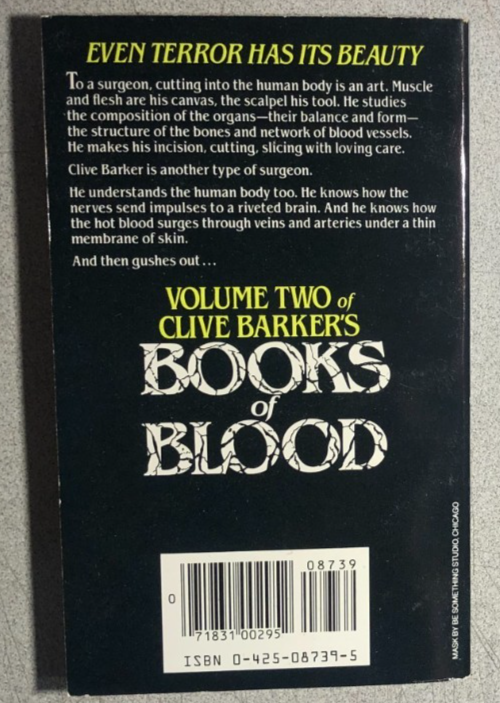 EVEN TERROR HAS ITS BEAUTY
To a surgeon, cutting into the human body is an art. Muscle
and flesh are his canvas, the scalpel his tool. He studies
the composition of the organs—their balance and form—
the structure of the bones and network of blood vessels.
He makes his incision, cutting, slicing with loving care.
Clive Barker is another type of surgeon.
He understands the human body too. He knows how the
nerves send impulses to a riveted brain. And he knows how
the hot blood surges through veins and arteries under a thin
membrane of skin.
And then gushes out...
VOLUME TWO of
CLIVE BARKER'S
BOOKS
of
BLOOD
MASK BY BE SOMETHING STUDIO, CHICAGO
08739
0
71831 00295
ISBN 0-425-08739-5